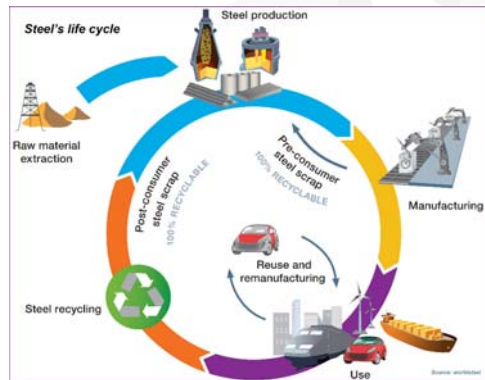 Steel's life cycle
Steel production
Raw material
extraction
Pre-consumer
steel scrap
100% RECYCLABLE
Post-consumer
steel scrap
100% RECYCLABLE
Manufacturing
Reuse and
remanufacturing
Steel recycling
Use
Source: worldsteel